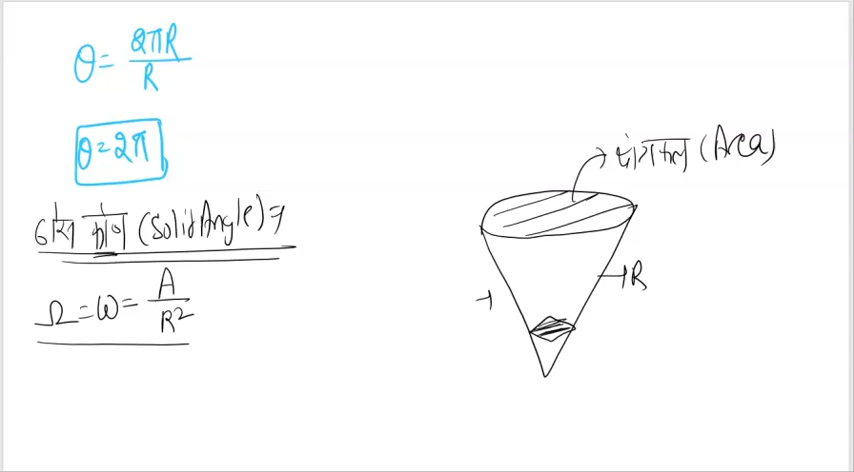 θ = 2πR / R
θ = 2π
ठोस कोण (Solid Angle) ⇒
Ω = ω = A / R²
क्षेत्रफल (Area)
R